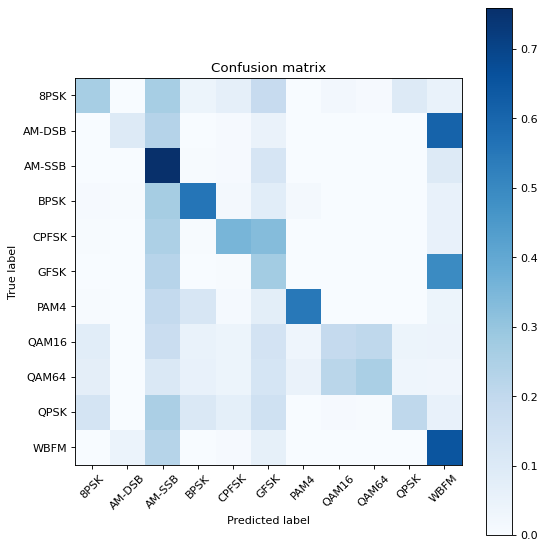 Confusion matrix
True label
8PSK
AM-DSB
AM-SSB
BPSK
CPFSK
GFSK
PAM4
QAM16
QAM64
QPSK
WBFM
8PSK
AM-DSB
AM-SSB
BPSK
CPFSK
GFSK
PAM4
QAM16
QAM64
QPSK
WBFM
Predicted label
0.7
0.6
0.5
0.4
0.3
0.2
0.1
0.0